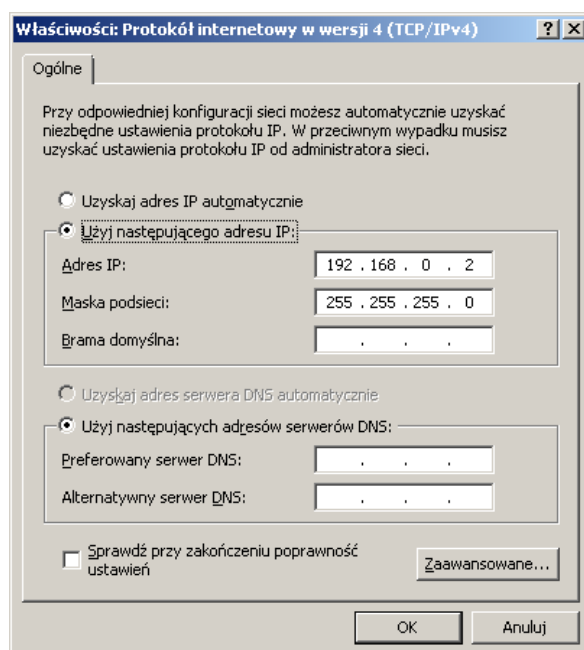 Właściwości: Protokół internetowy w wersji 4 (TCP/IPv4)
Ogólne
Przy odpowiedniej konfiguracji sieci możesz automatycznie uzyskać
niezbędne ustawienia protokołu IP. W przeciwnym wypadku musisz
uzyskać ustawienia protokołu IP od administratora sieci.
Uzyskaj adres IP automatycznie
Użyj następującego adresu IP:
Adres IP: 192 . 168 . 0 . 2
Maska podsieci: 255 . 255 . 255 . 0
Brama domyślna: . . .
Uzyskaj adres serwera DNS automatycznie
Użyj następujących adresów serwerów DNS:
Preferowany serwer DNS: . . .
Alternatywny serwer DNS: . . .
Sprawdź przy zakończeniu poprawność
ustawień
Zaawansowane...
OK Anuluj